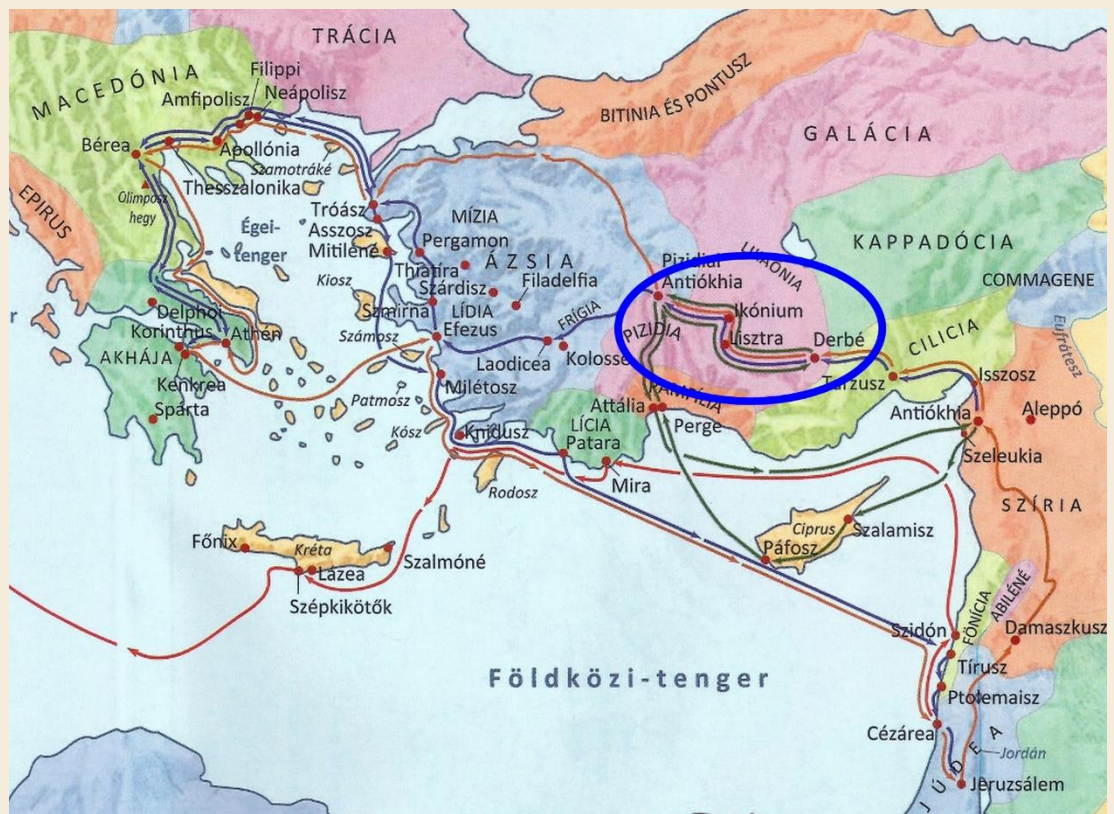 TRÁCIA
MACEDÓNIA
Filippi
Amfipolisz
Neápolisz
BITINIA ÉS PONTUSZ
GALÁCIA
Bérea
Apollónia
Szamotráké
Thesszalonika
Olimposz
hegy
EPIRUS
Égei-
tenger
Tróász
Asszosz
Mitiléné
MÍZIA
Pergamon
Thiatira
ÁZSIA
Szárdisz
Filadelfia
Kiosz
Szmirna
LÍDIA
Efezus
FRÍGIA
Pizidiai
Antiókhia
LIKAÓNIA
KAPPADÓCIA
COMMAGENE
Eufrátesz
Ikónium
PIZIDIA
Lisztra
Derbé
CILICIA
Delphoi
Korinthus
Athén
AKHÁJA
Kenkrea
Spárta
Számosz
Laodicea
Kolossé
Milétosz
Patmosz
Kósz
Knidusz
Tarzusz
Isszosz
Antiókhia
Aleppó
Szeleukia
PAMFÍLIA
Attália
Perge
LÍCIA
Patara
Mira
Rodosz
SZÍRIA
Ciprus
Szalamisz
Páfosz
Főnix
Kréta
Lazea
Szalmóné
Szépkikötők
Földközi-tenger
FÖNÍCIA
ABILÉNÉ
Szidón
Damaszkusz
Tírusz
Ptolemaisz
Cézárea
JÚDEA
Jordán
Jeruzsálem